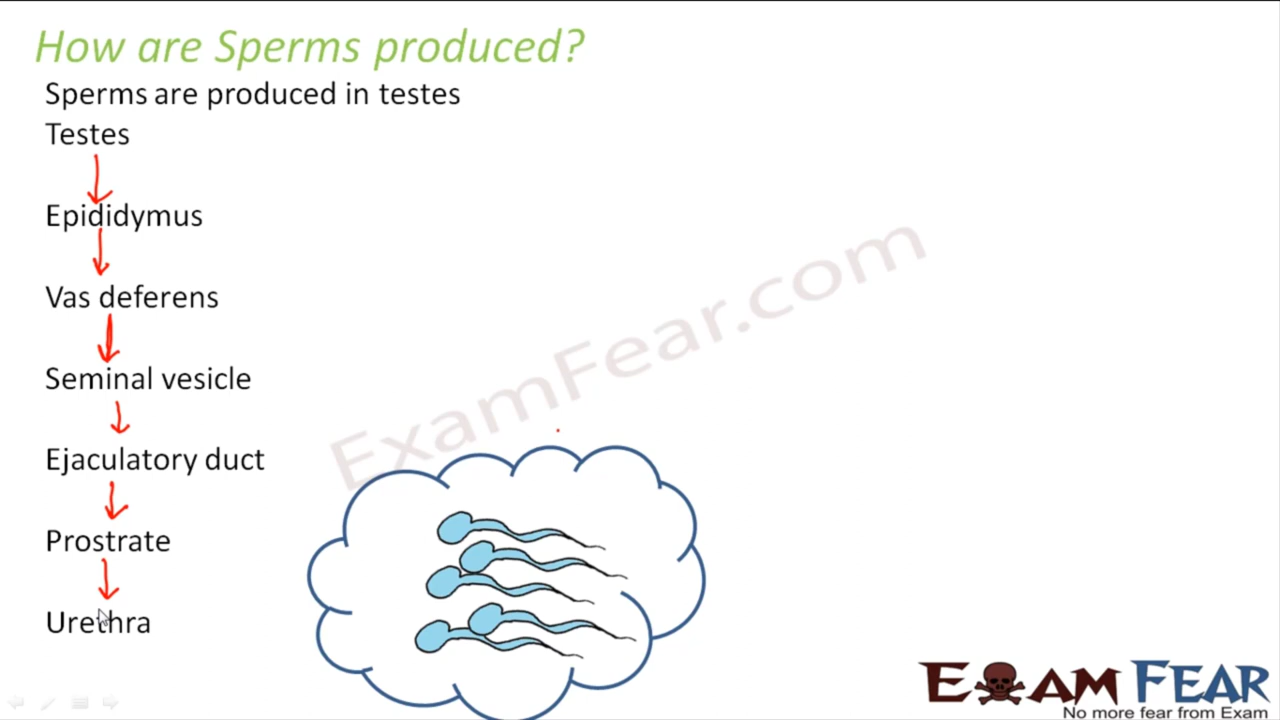 How are Sperms produced?
Sperms are produced in testes
Testes
Epididymus
Vas deferens
Seminal vesicle
Ejaculatory duct
Prostrate
Urethra
ExamFear.com
EXAM FEAR
No more fear from Exam